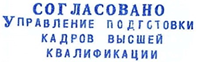 СОГЛАСОВАНО
УПРАВЛЕНИЕ ПОДГОТОВКИ
КАДРОВ ВЫСШЕЙ
КВАЛИФИКАЦИИ